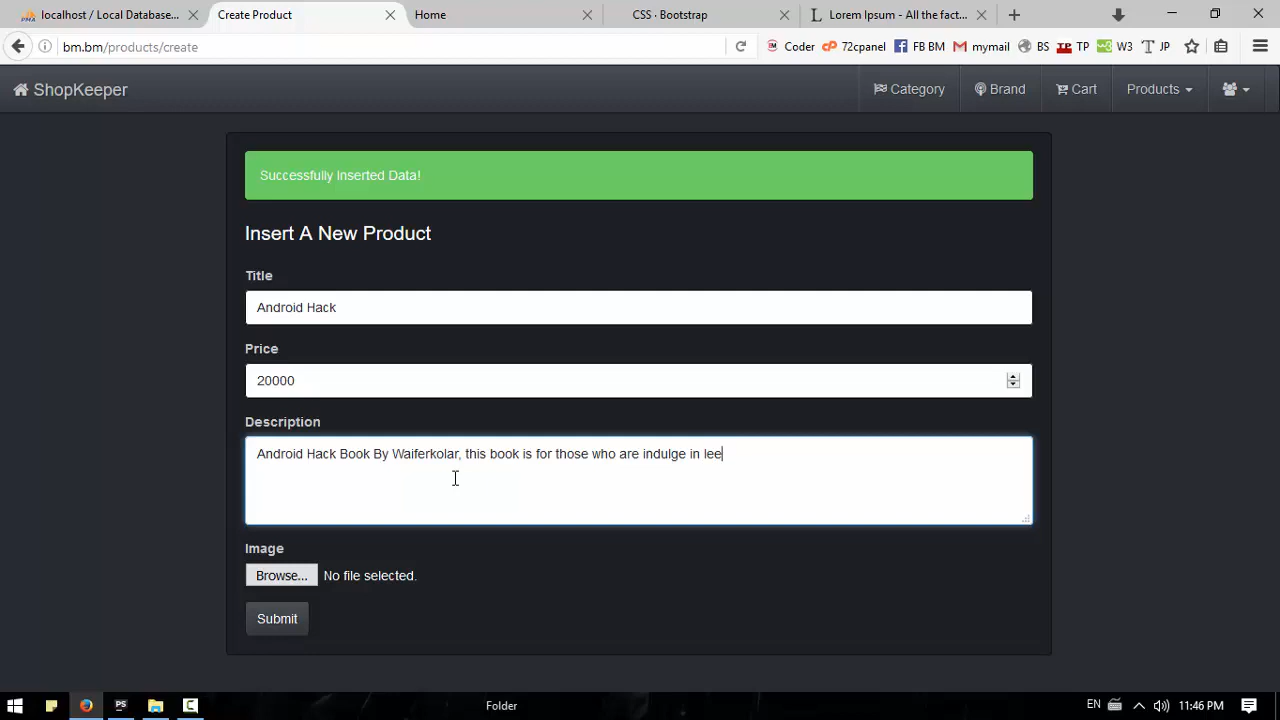 localhost / Local Database...
Create Product
Home
CSS · Bootstrap
Lorem Ipsum - All the fact...
bm.bm/products/create
Coder
72cpanel
FB BM
mymail
BS
TP
W3
JP
ShopKeeper
Category
Brand
Cart
Products
Successfully Inserted Data!
Insert A New Product
Title
Android Hack
Price
20000
Description
Android Hack Book By Waiferkolar, this book is for those who are indulge in lee
Image
Browse... No file selected.
Submit
Folder
EN
11:46 PM